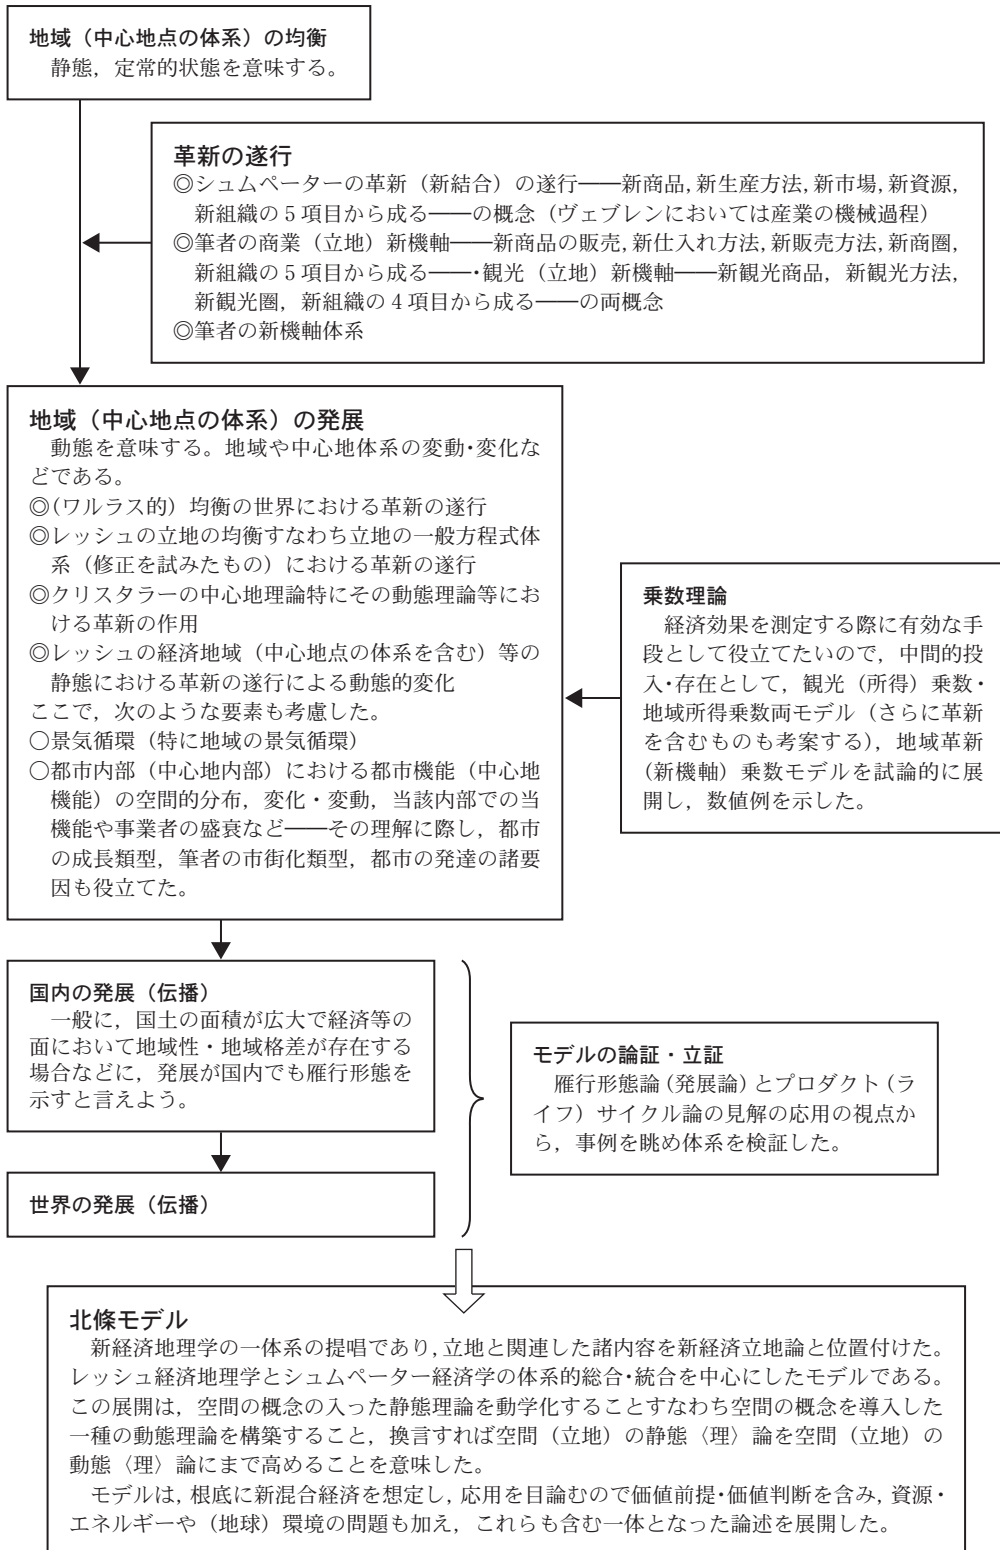 地域（中心地点の体系）の均衡
静態，定常的状態を意味する。
革新の遂行
◎シュムペーターの革新（新結合）の遂行──新商品，新生産方法，新市場，新資源，
新組織の5項目から成る──の概念（ヴェブレンにおいては産業の機械過程）
◎筆者の商業（立地）新機軸──新商品の販売，新仕入れ方法，新販売方法，新商圏，
新組織の5項目から成る──・観光（立地）新機軸──新観光商品，新観光方法，
新観光圏，新組織の4項目から成る──の両概念
◎筆者の新機軸体系
地域（中心地点の体系）の発展
動態を意味する。地域や中心地体系の変動・変化な
どである。
◎（ワルラス的）均衡の世界における革新の遂行
◎レッシュの立地の均衡すなわち立地の一般方程式体
系（修正を試みたもの）における革新の遂行
◎クリスタラーの中心地理論特にその動態理論等にお
ける革新の作用
◎レッシュの経済地域（中心地点の体系を含む）等の
静態における革新の遂行による動態的変化
ここで，次のような要素も考慮した。
○景気循環（特に地域の景気循環）
○都市内部（中心地内部）における都市機能（中心地
機能）の空間的分布，変化・変動，当該内部での当
機能や事業者の盛衰など──その理解に際し，都市
の成長類型，筆者の市街化類型，都市の発達の諸要
因も役立てた。
乗数理論
経済効果を測定する際に有効な手
段として役立てたいので，中間的投
入・存在として，観光（所得）乗数・
地域所得乗数両モデル（さらに革新
を含むものも考案する），地域革新
（新機軸）乗数モデルを試論的に展
開し，数値例を示した。
国内の発展（伝播）
一般に，国土の面積が広大で経済等の
面において地域性・地域格差が存在する
場合などに，発展が国内でも雁行形態を
示すと言えよう。
世界の発展（伝播）
モデルの論証・立証
雁行形態論（発展論）とプロダクト（ラ
イフ）サイクル論の見解の応用の視点か
ら，事例を眺め体系を検証した。
北條モデル
新経済地理学の一体系の提唱であり，立地と関連した諸内容を新経済立地論と位置付けた。
レッシュ経済地理学とシュムペーター経済学の体系的総合・統合を中心にしたモデルである。
この展開は，空間の概念の入った静態理論を動学化することすなわち空間の概念を導入した
一種の動態理論を構築すること，換言すれば空間（立地）の静態〈理〉論を空間（立地）の
動態〈理〉論にまで高めることを意味した。
モデルは，根底に新混合経済を想定し，応用を目論むので価値前提・価値判断を含み，資源・
エネルギーや（地球）環境の問題も加え，これらも含む一体となった論述を展開した。